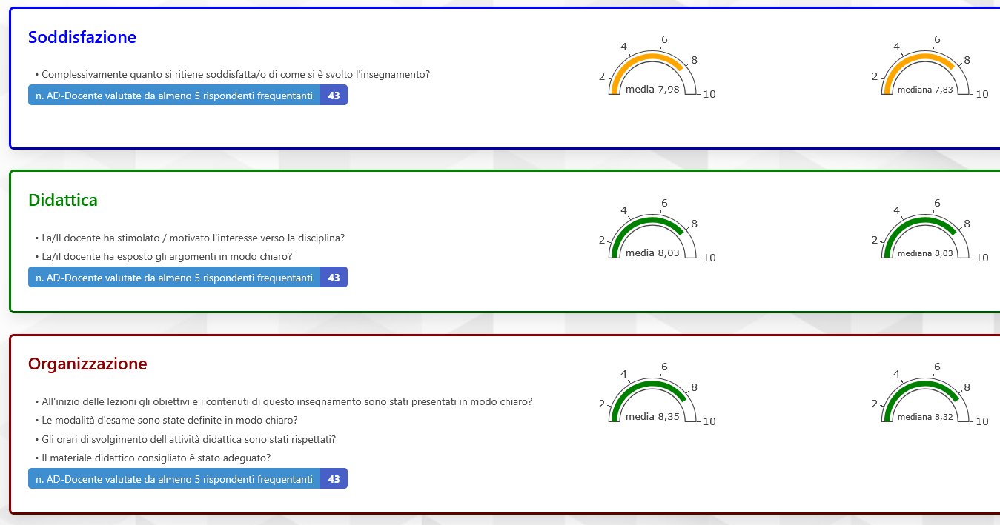 Soddisfazione
• Complessivamente quanto si ritiene soddisfatta/o di come si è svolto l'insegnamento?
n. AD-Docente valutate da almeno 5 rispondenti frequentanti 43
2 4 6 8 10
media 7,98
2 4 6 8 10
mediana 7,83
Didattica
• La/Il docente ha stimolato / motivato l'interesse verso la disciplina?
• La/il docente ha esposto gli argomenti in modo chiaro?
n. AD-Docente valutate da almeno 5 rispondenti frequentanti 43
2 4 6 8 10
media 8,03
2 4 6 8 10
mediana 8,03
Organizzazione
• All'inizio delle lezioni gli obiettivi e i contenuti di questo insegnamento sono stati presentati in modo chiaro?
• Le modalità d'esame sono state definite in modo chiaro?
• Gli orari di svolgimento dell'attività didattica sono stati rispettati?
• Il materiale didattico consigliato è stato adeguato?
n. AD-Docente valutate da almeno 5 rispondenti frequentanti 43
2 4 6 8 10
media 8,35
2 4 6 8 10
mediana 8,32